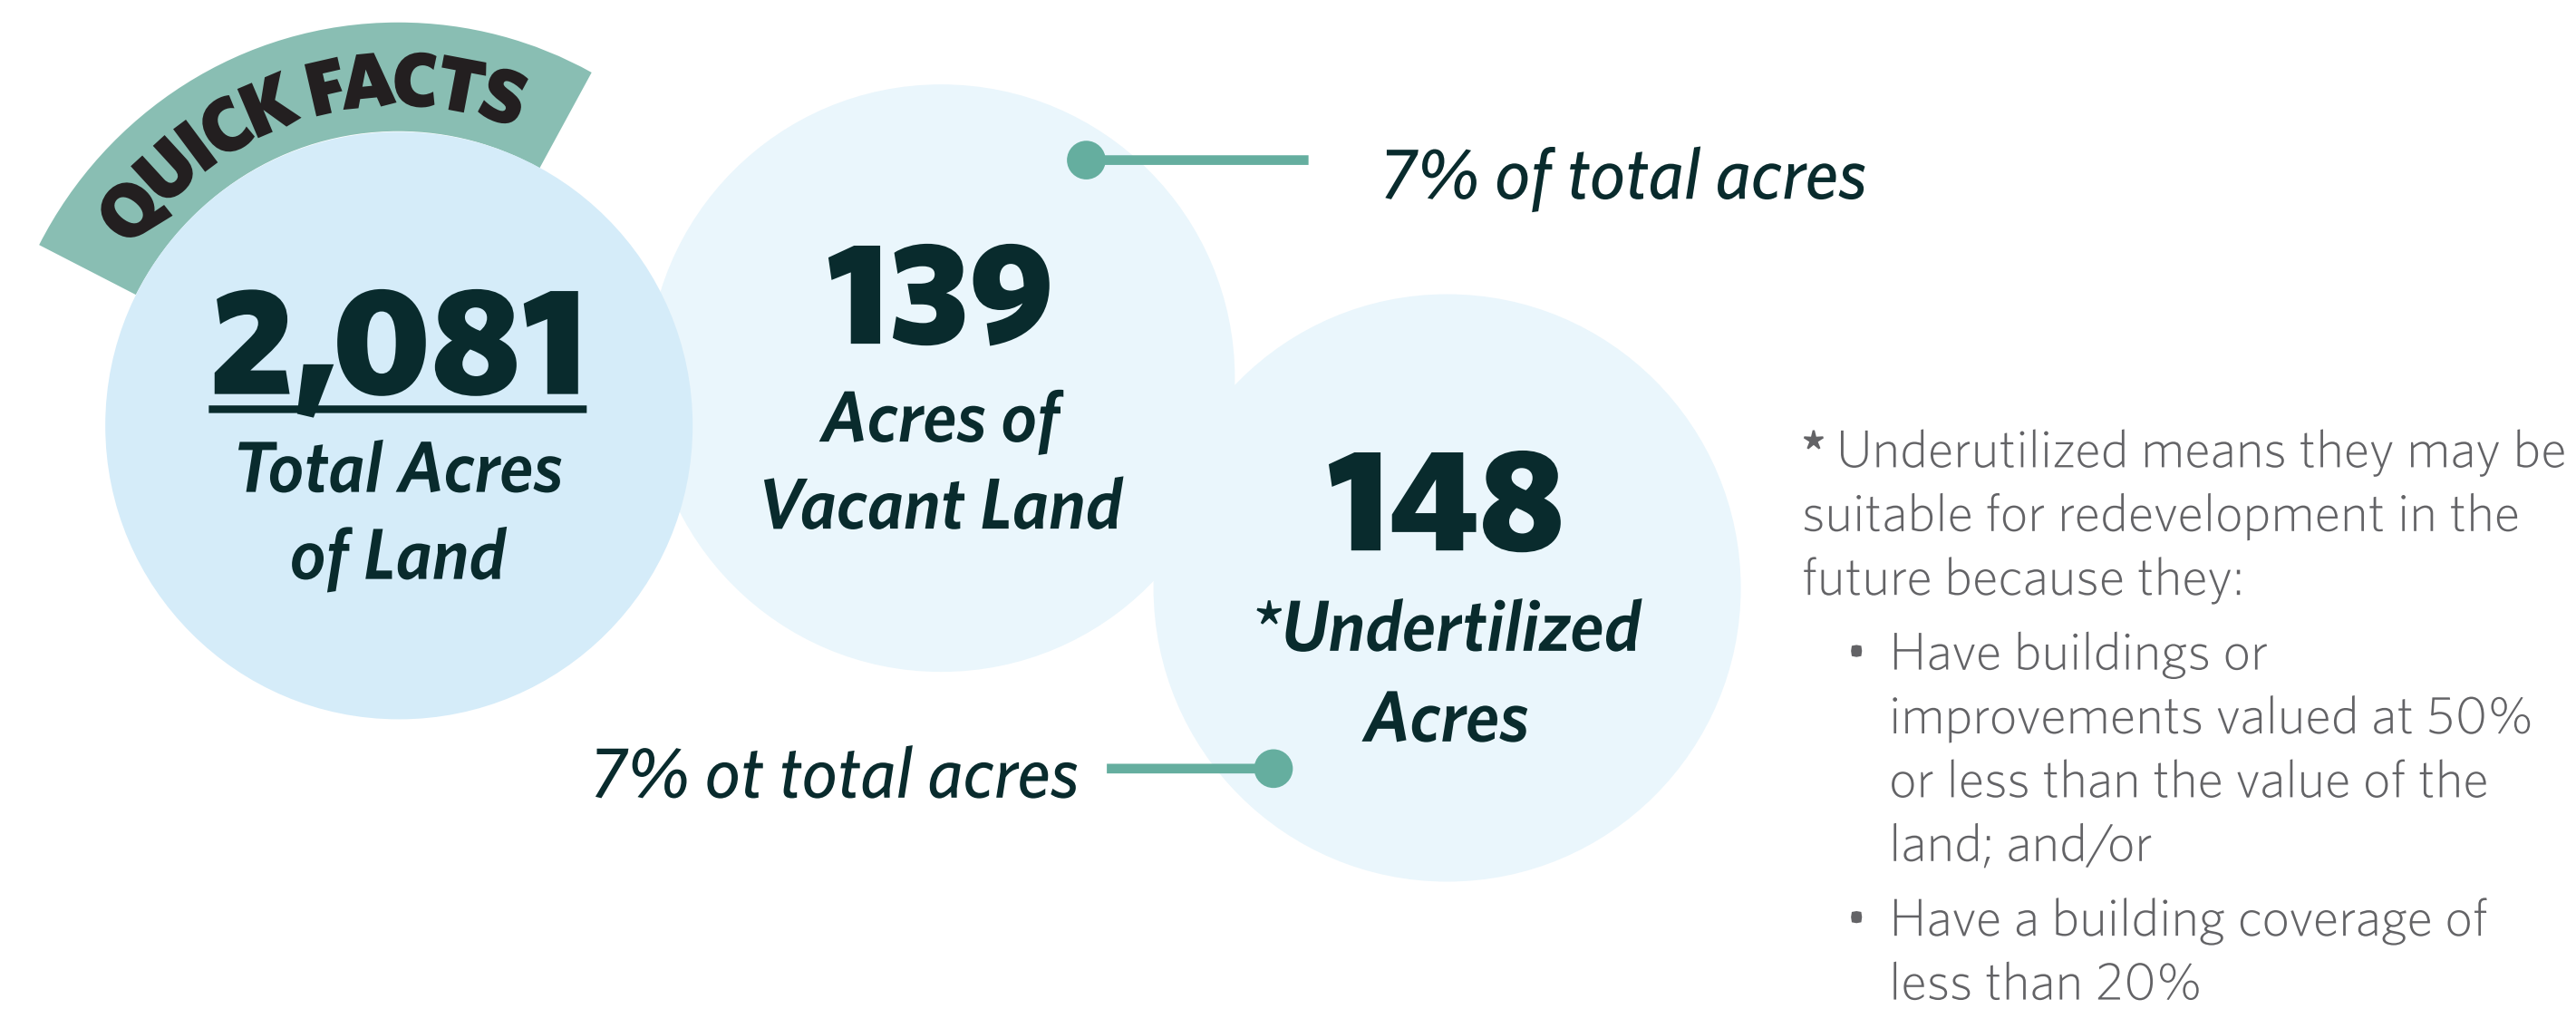 QUICK FACTS
2,081
Total Acres
of Land
139
Acres of
Vacant Land
7% of total acres
148
*Undertilized
Acres
7% ot total acres
* Underutilized means they may be
suitable for redevelopment in the
future because they:
• Have buildings or
improvements valued at 50%
or less than the value of the
land; and/or
• Have a building coverage of
less than 20%